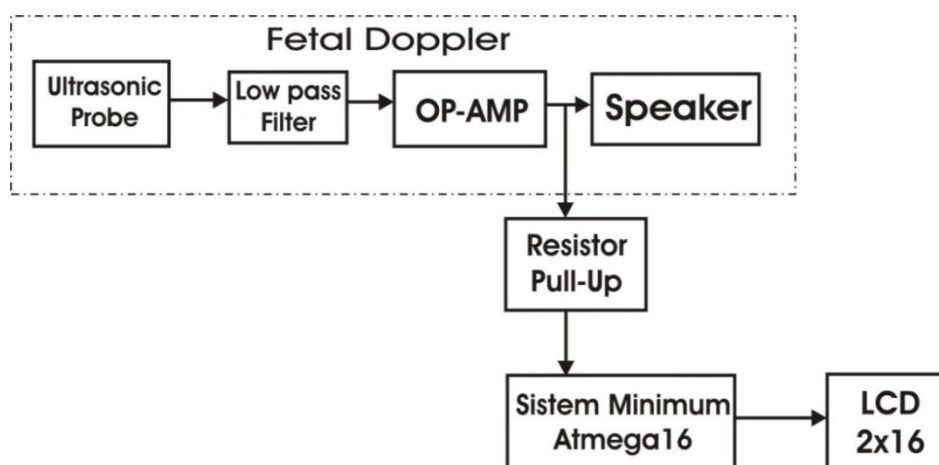 Fetal Doppler
Ultrasonic
Probe
Low pass
Filter
OP-AMP
Speaker
Resistor
Pull-Up
Sistem Minimum
Atmega16
LCD
2x16